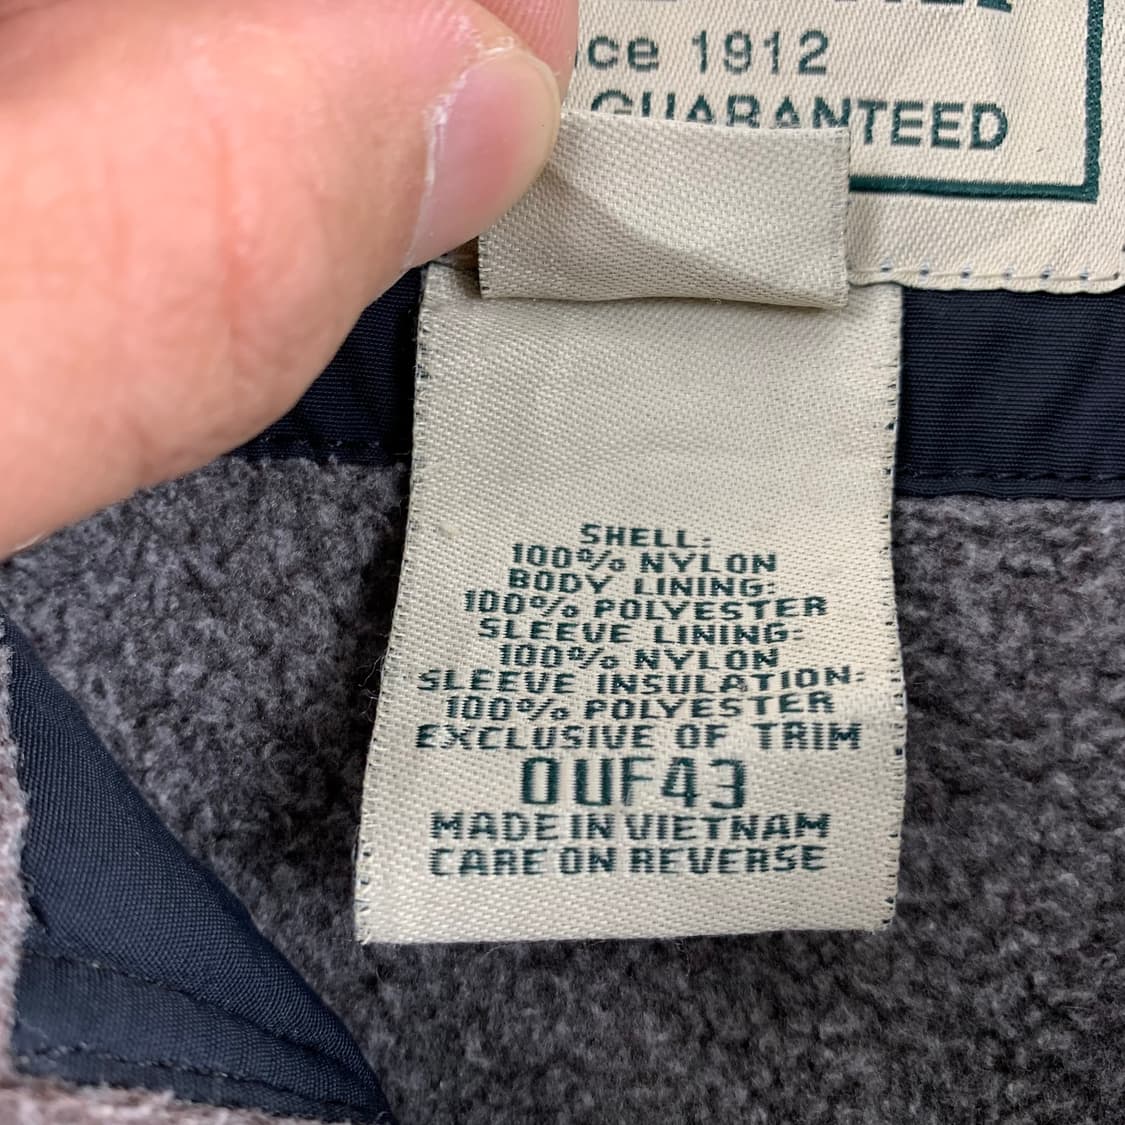 ce 1912
GUARANTEED
SHELL:
100% NYLON
BODY LINING:
100% POLYESTER
SLEEVE LINING:
100% NYLON
SLEEVE INSULATION:
100% POLYESTER
EXCLUSIVE OF TRIM
0UF43
MADE IN VIETNAM
CARE ON REVERSE